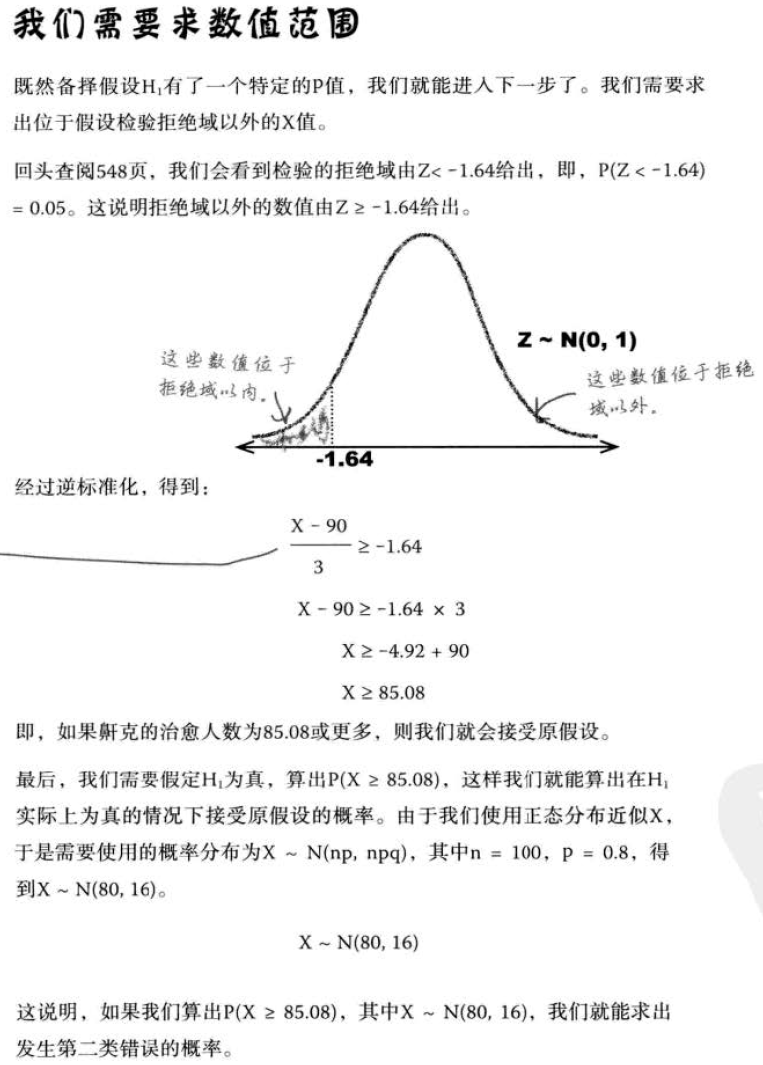 我们需要求数值范围
既然备择假设H₁有了一个特定的P值，我们就能进入下一步了。我们需要求
出位于假设检验拒绝域以外的X值。
回头查阅548页，我们会看到检验的拒绝域由Z< -1.64给出，即，P(Z < -1.64)
= 0.05。这说明拒绝域以外的数值由Z ≥ -1.64给出。
Z ~ N(0, 1)
这些数值位于
拒绝域以内。
这些数值位于拒绝
域以外。
-1.64
经过逆标准化，得到：
X - 90
3
≥ -1.64
X - 90 ≥ -1.64 × 3
X ≥ -4.92 + 90
X ≥ 85.08
即，如果鼾克的治愈人数为85.08或更多，则我们就会接受原假设。
最后，我们需要假定H₁为真，算出P(X ≥ 85.08)，这样我们就能算出在H₁
实际上为真的情况下接受原假设的概率。由于我们使用正态分布近似X，
于是需要使用的概率分布为X ~ N(np, npq)，其中n = 100，p = 0.8，得
到X ~ N(80, 16)。
X ~ N(80, 16)
这说明，如果我们算出P(X ≥ 85.08)，其中X ~ N(80, 16)，我们就能求出
发生第二类错误的概率。